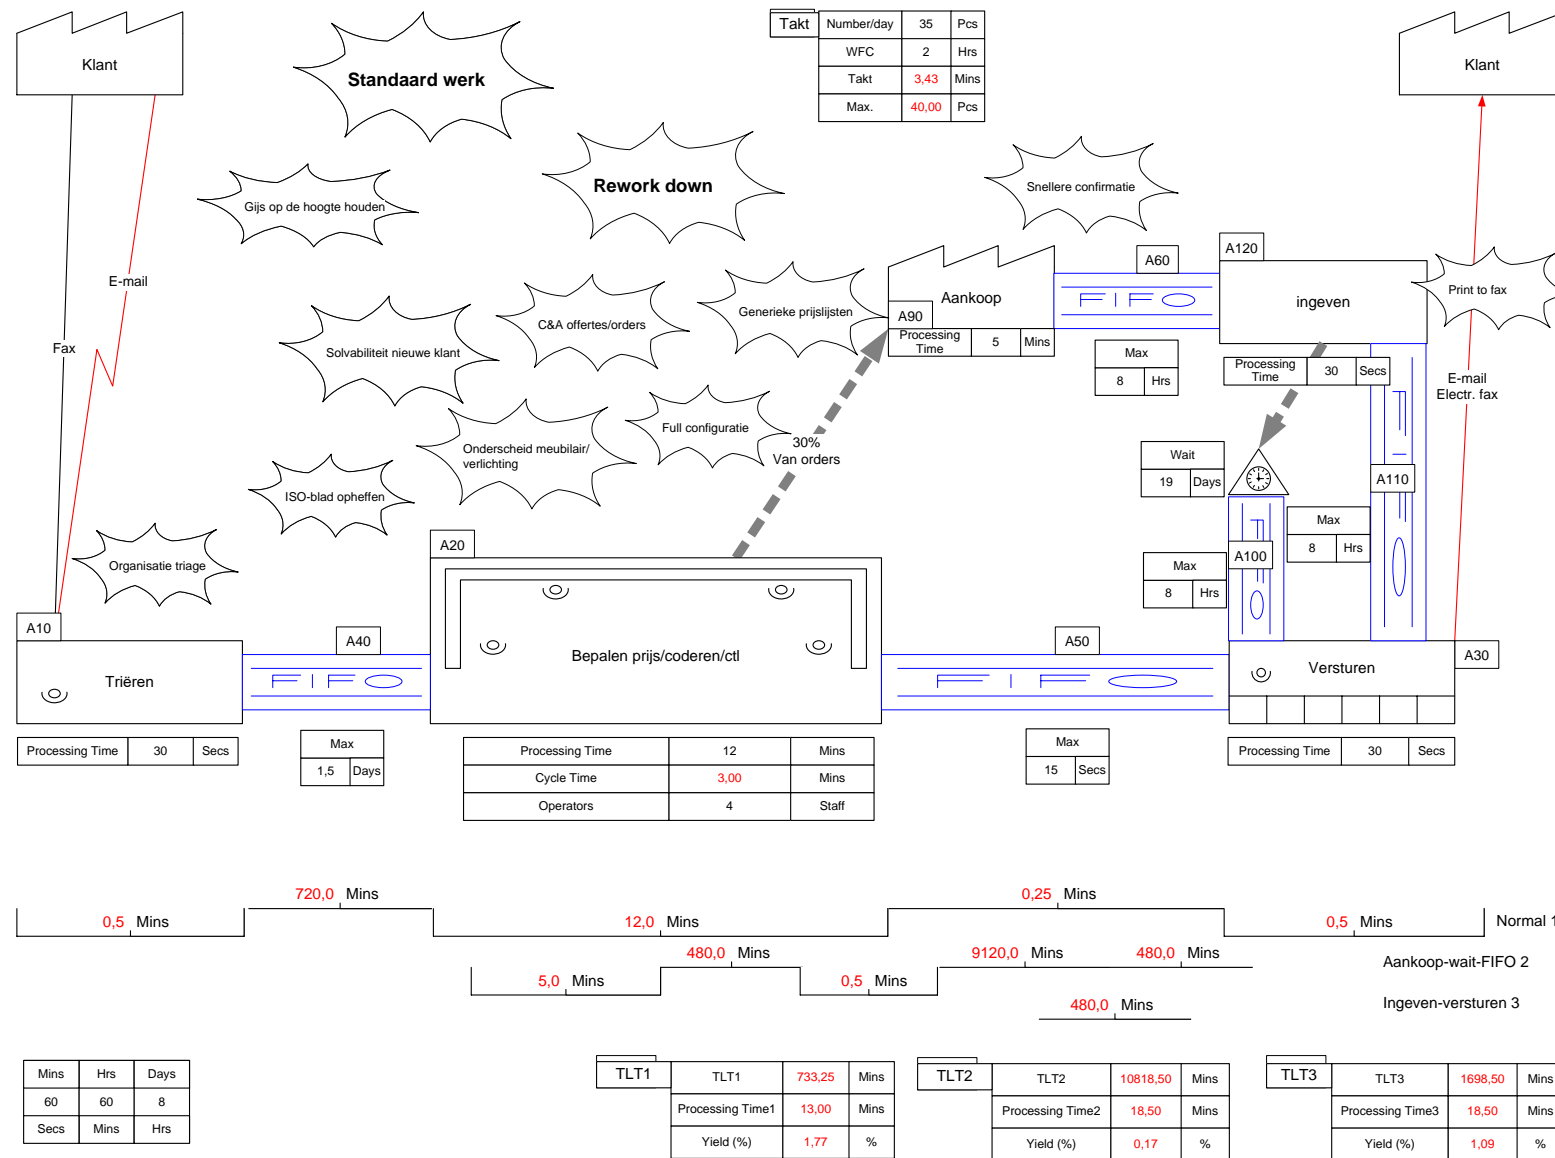 Klant
Standaard werk
Takt
Number/day 35 Pcs
WFC 2 Hrs
Takt 3,43 Mins
Max. 40,00 Pcs
Klant
Gijs op de hoogte houden
Rework down
Snellere confirmatie
E-mail
Fax
Solvabiliteit nieuwe klant
C&A offertes/orders
Generieke prijslijsten
A90
Aankoop
Processing
Time
5 Mins
A60
FIFO
Max
8 Hrs
A120
ingeven
Processing
Time
30 Secs
Print to fax
E-mail
Electr. fax
Onderscheid meubilair/
verlichting
Full configuratie
30%
Van orders
ISO-blad opheffen
Organisatie triage
Wait
19 Days
Max
8 Hrs
A100
FIFO
Max
8 Hrs
A110
FIFO
A10
Triëren
Processing Time 30 Secs
A40
FIFO
Max
1,5 Days
A20
Bepalen prijs/coderen/ctl
Processing Time 12 Mins
Cycle Time 3,00 Mins
Operators 4 Staff
A50
FIFO
Max
15 Secs
A30
Versturen
Processing Time 30 Secs
0,5 Mins
720,0 Mins
12,0 Mins
0,25 Mins
0,5 Mins
Normal 1
5,0 Mins
480,0 Mins
0,5 Mins
9120,0 Mins
480,0 Mins
Aankoop-wait-FIFO 2
480,0 Mins
Ingeven-versturen 3
Mins Hrs Days
60 60 8
Secs Mins Hrs
TLT1
TLT1 733,25 Mins
Processing Time1 13,00 Mins
Yield (%) 1,77 %
TLT2
TLT2 10818,50 Mins
Processing Time2 18,50 Mins
Yield (%) 0,17 %
TLT3
TLT3 1698,50 Mins
Processing Time3 18,50 Mins
Yield (%) 1,09 %